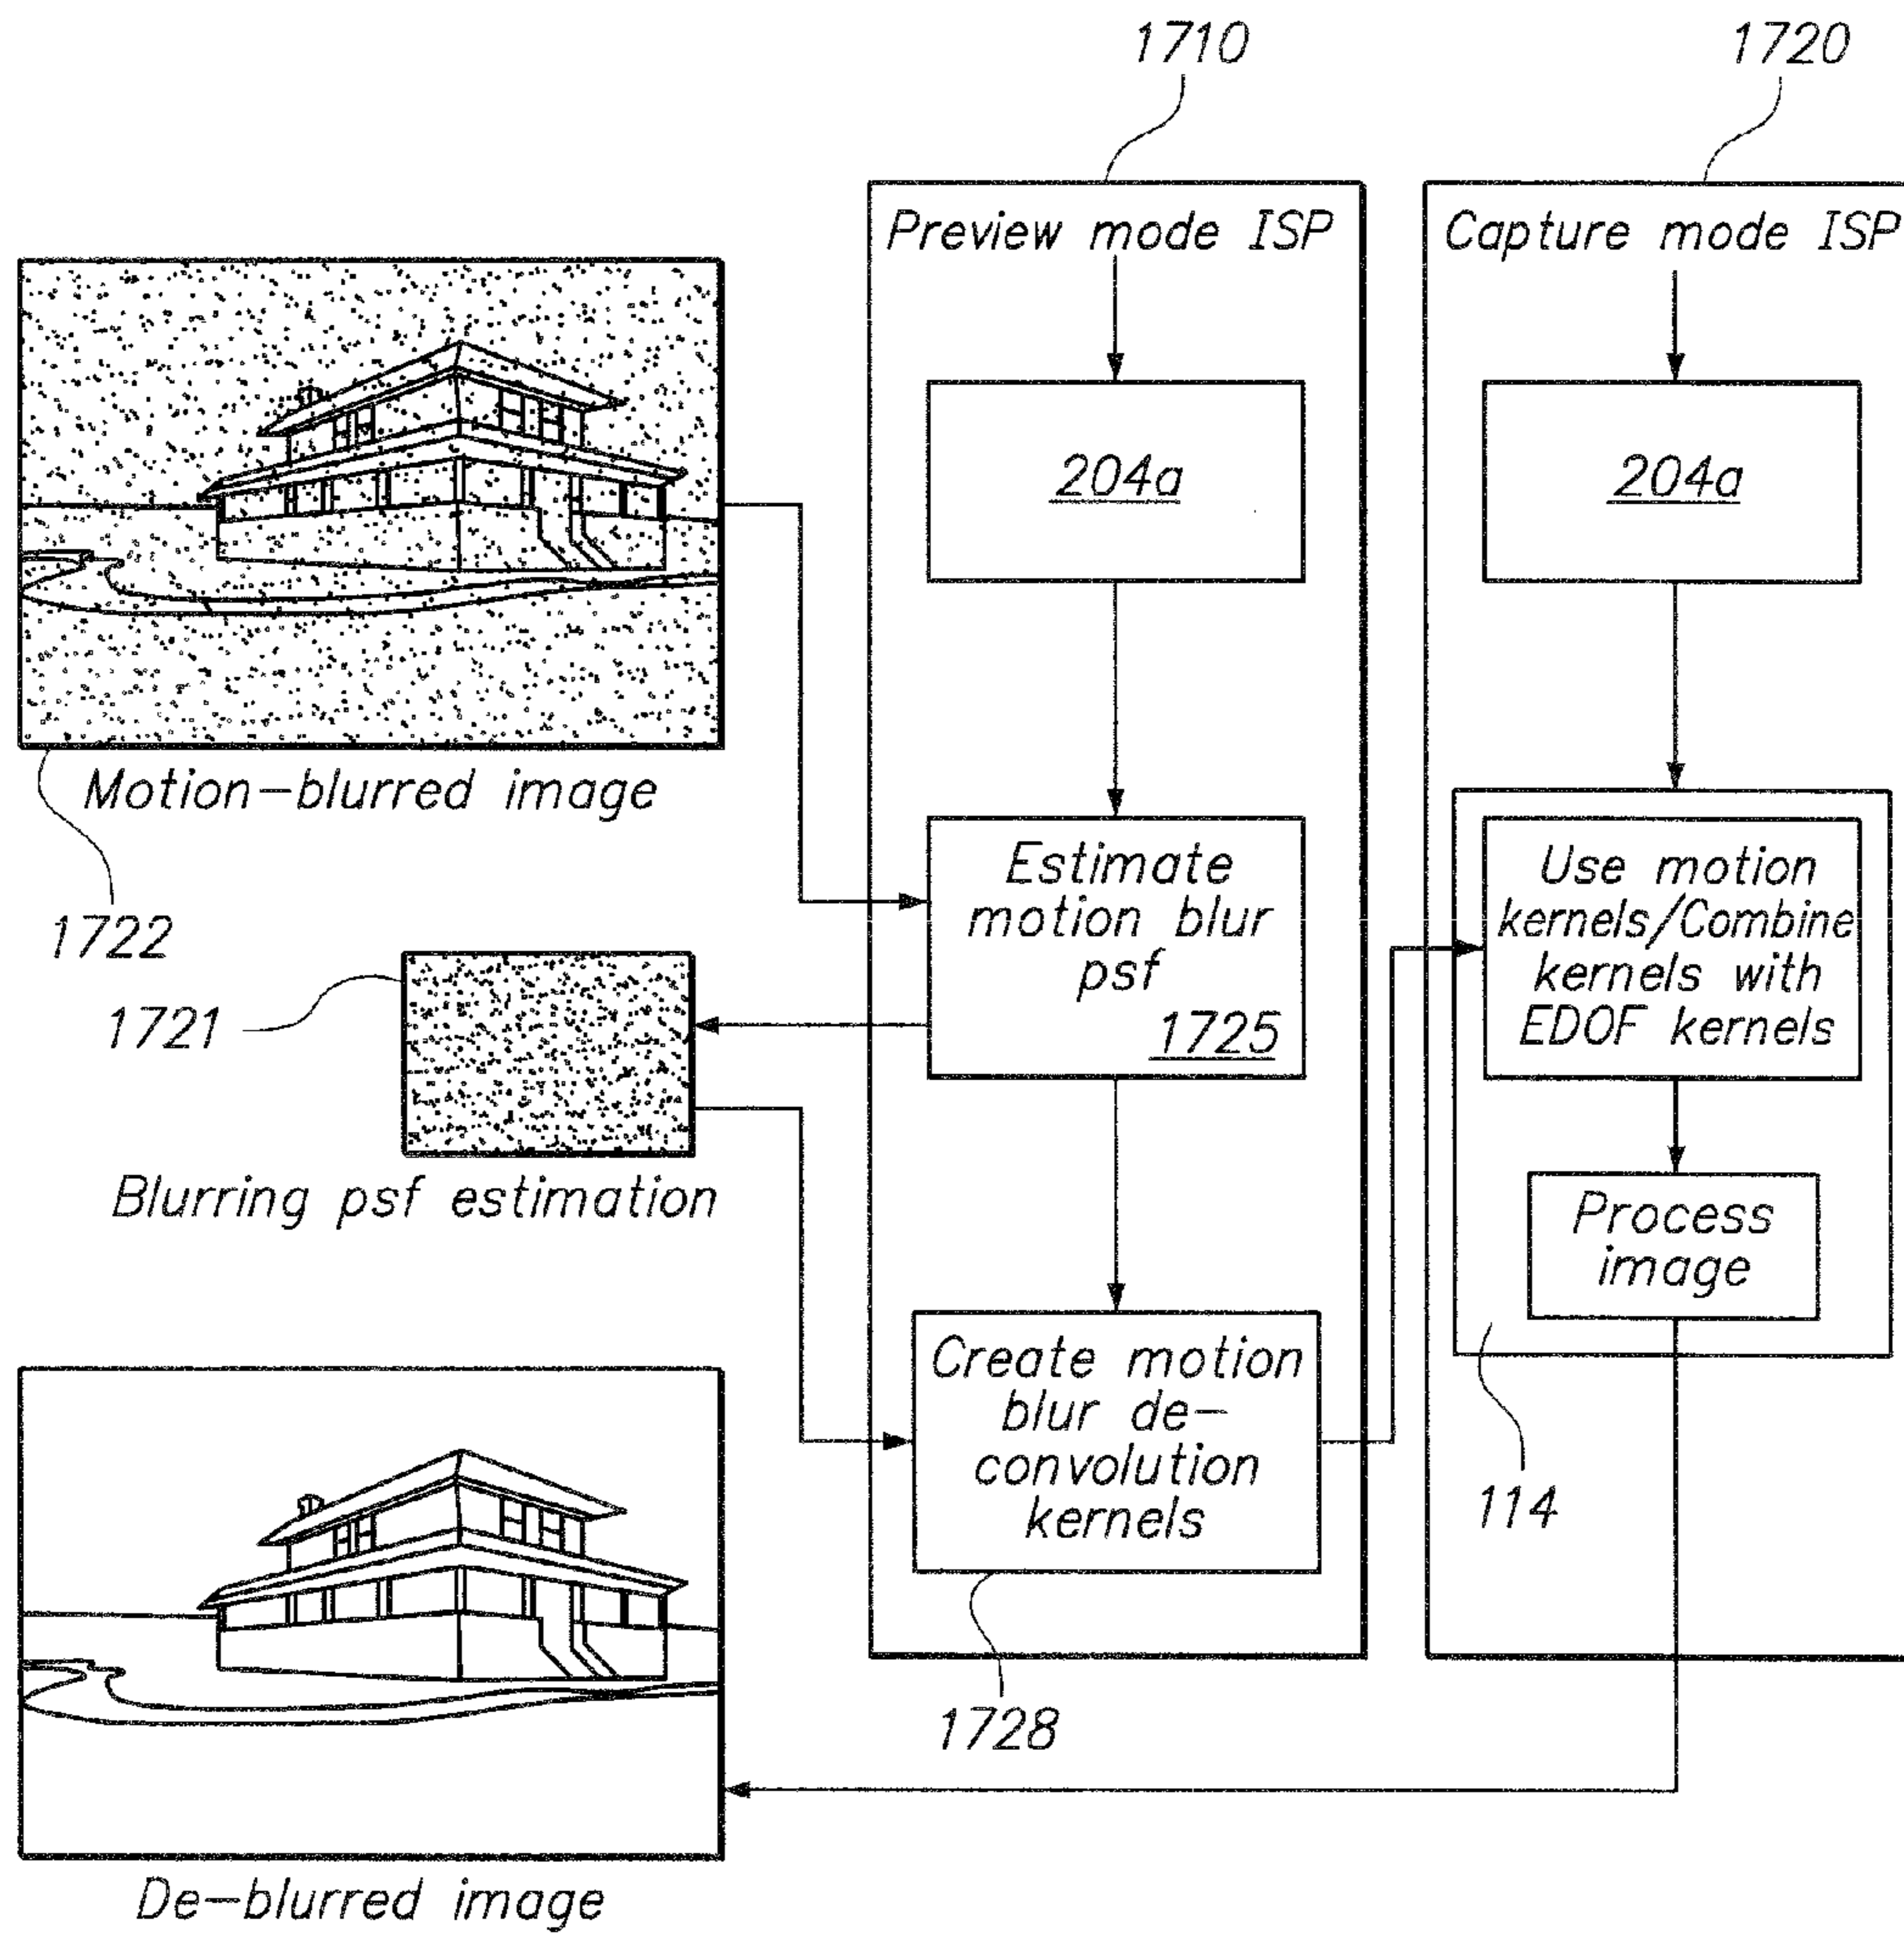 1710
1720
Preview mode ISP
Capture mode ISP
204a
204a
Motion-blurred image
1722
Estimate
motion blur
psf
1725
Use motion
kernels/Combine
kernels with
EDOF kernels
1721
Blurring psf estimation
Process
image
Create motion
blur de-
convolution
kernels
114
1728
De-blurred image